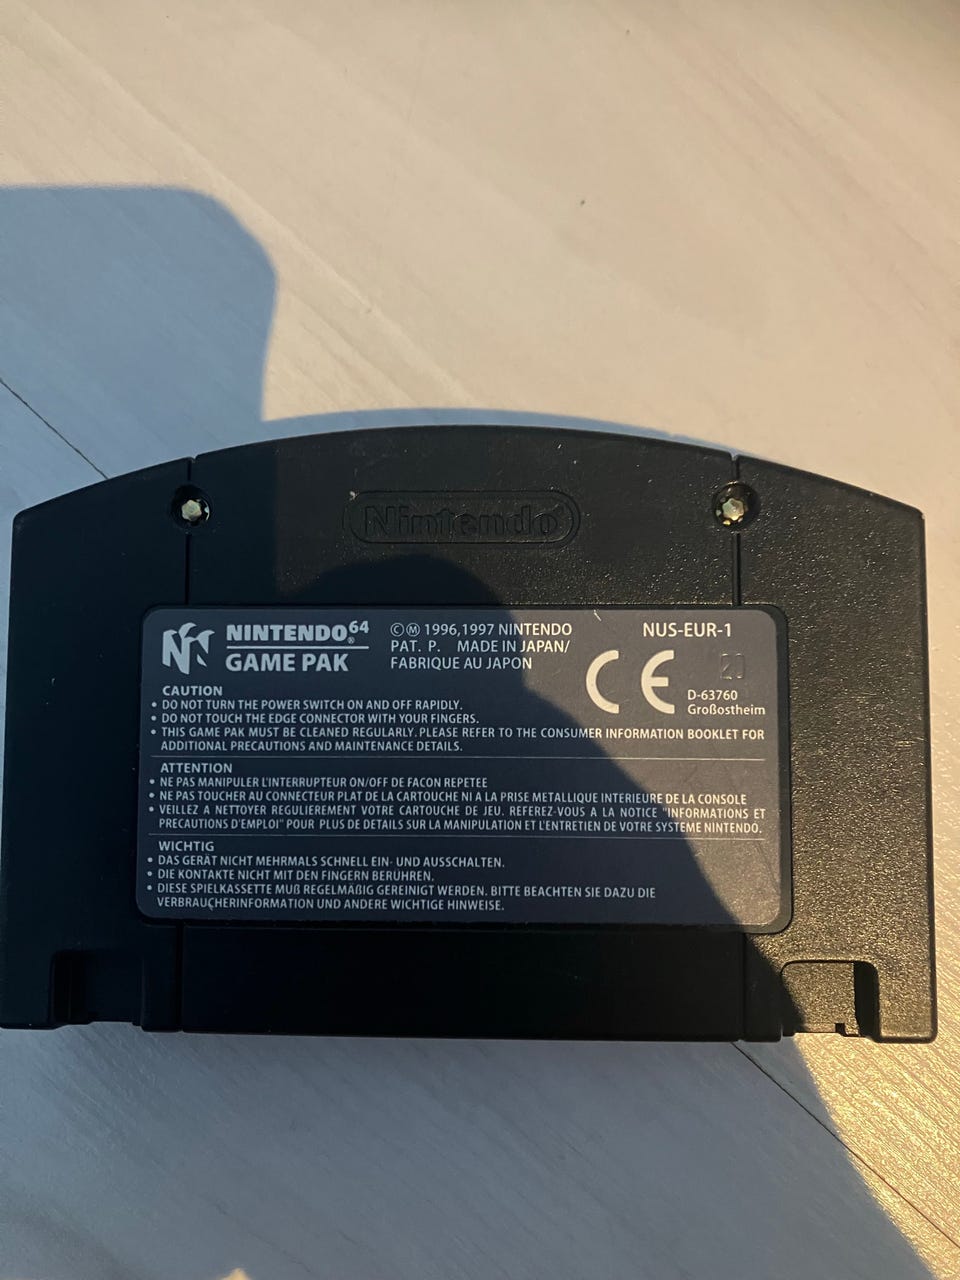 Nintendo
NINTENDO64®
GAME PAK
©Ⓜ 1996,1997 NINTENDO
PAT. P. MADE IN JAPAN/
FABRIQUE AU JAPON
NUS-EUR-1
CE
D-63760
Großostheim
CAUTION
• DO NOT TURN THE POWER SWITCH ON AND OFF RAPIDLY.
• DO NOT TOUCH THE EDGE CONNECTOR WITH YOUR FINGERS.
• THIS GAME PAK MUST BE CLEANED REGULARLY. PLEASE REFER TO THE CONSUMER INFORMATION BOOKLET FOR
ADDITIONAL PRECAUTIONS AND MAINTENANCE DETAILS.
ATTENTION
• NE PAS MANIPULER L'INTERRUPTEUR ON/OFF DE FACON REPETEE
• NE PAS TOUCHER AU CONNECTEUR PLAT DE LA CARTOUCHE NI A LA PRISE METALLIQUE INTERIEURE DE LA CONSOLE
• VEILLEZ A NETTOYER REGULIEREMENT VOTRE CARTOUCHE DE JEU. REFEREZ-VOUS A LA NOTICE "INFORMATIONS ET
PRECAUTIONS D'EMPLOI" POUR PLUS DE DETAILS SUR LA MANIPULATION ET L'ENTRETIEN DE VOTRE SYSTEME NINTENDO.
WICHTIG
• DAS GERÄT NICHT MEHRMALS SCHNELL EIN- UND AUSSCHALTEN.
• DIE KONTAKTE NICHT MIT DEN FINGERN BERÜHREN.
• DIESE SPIELKASSETTE MUß REGELMÄßIG GEREINIGT WERDEN. BITTE BEACHTEN SIE DAZU DIE
VERBRAUCHERINFORMATION UND ANDERE WICHTIGE HINWEISE.